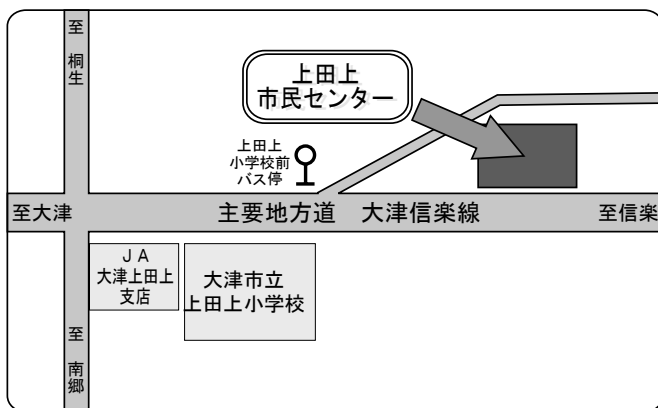 至 桐生
上田上
市民センター
上田上
小学校前
バス停
至大津
主要地方道 大津信楽線
至信楽
ＪＡ
大津上田上
支店
大津市立
上田上小学校
至 南郷